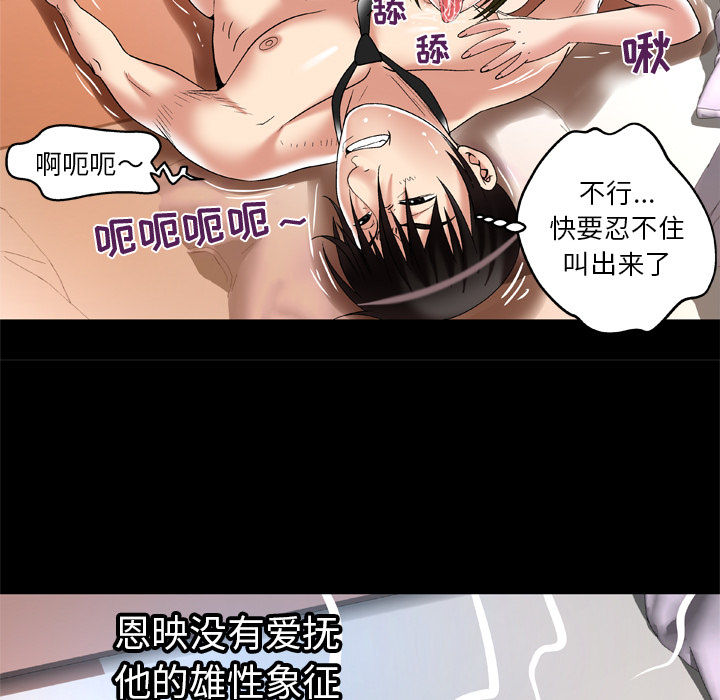 舔
舔
啾
啊呃呃～
呃呃呃呃～
不行...
快要忍不住
叫出来了
恩映没有爱抚
他的雄性象征